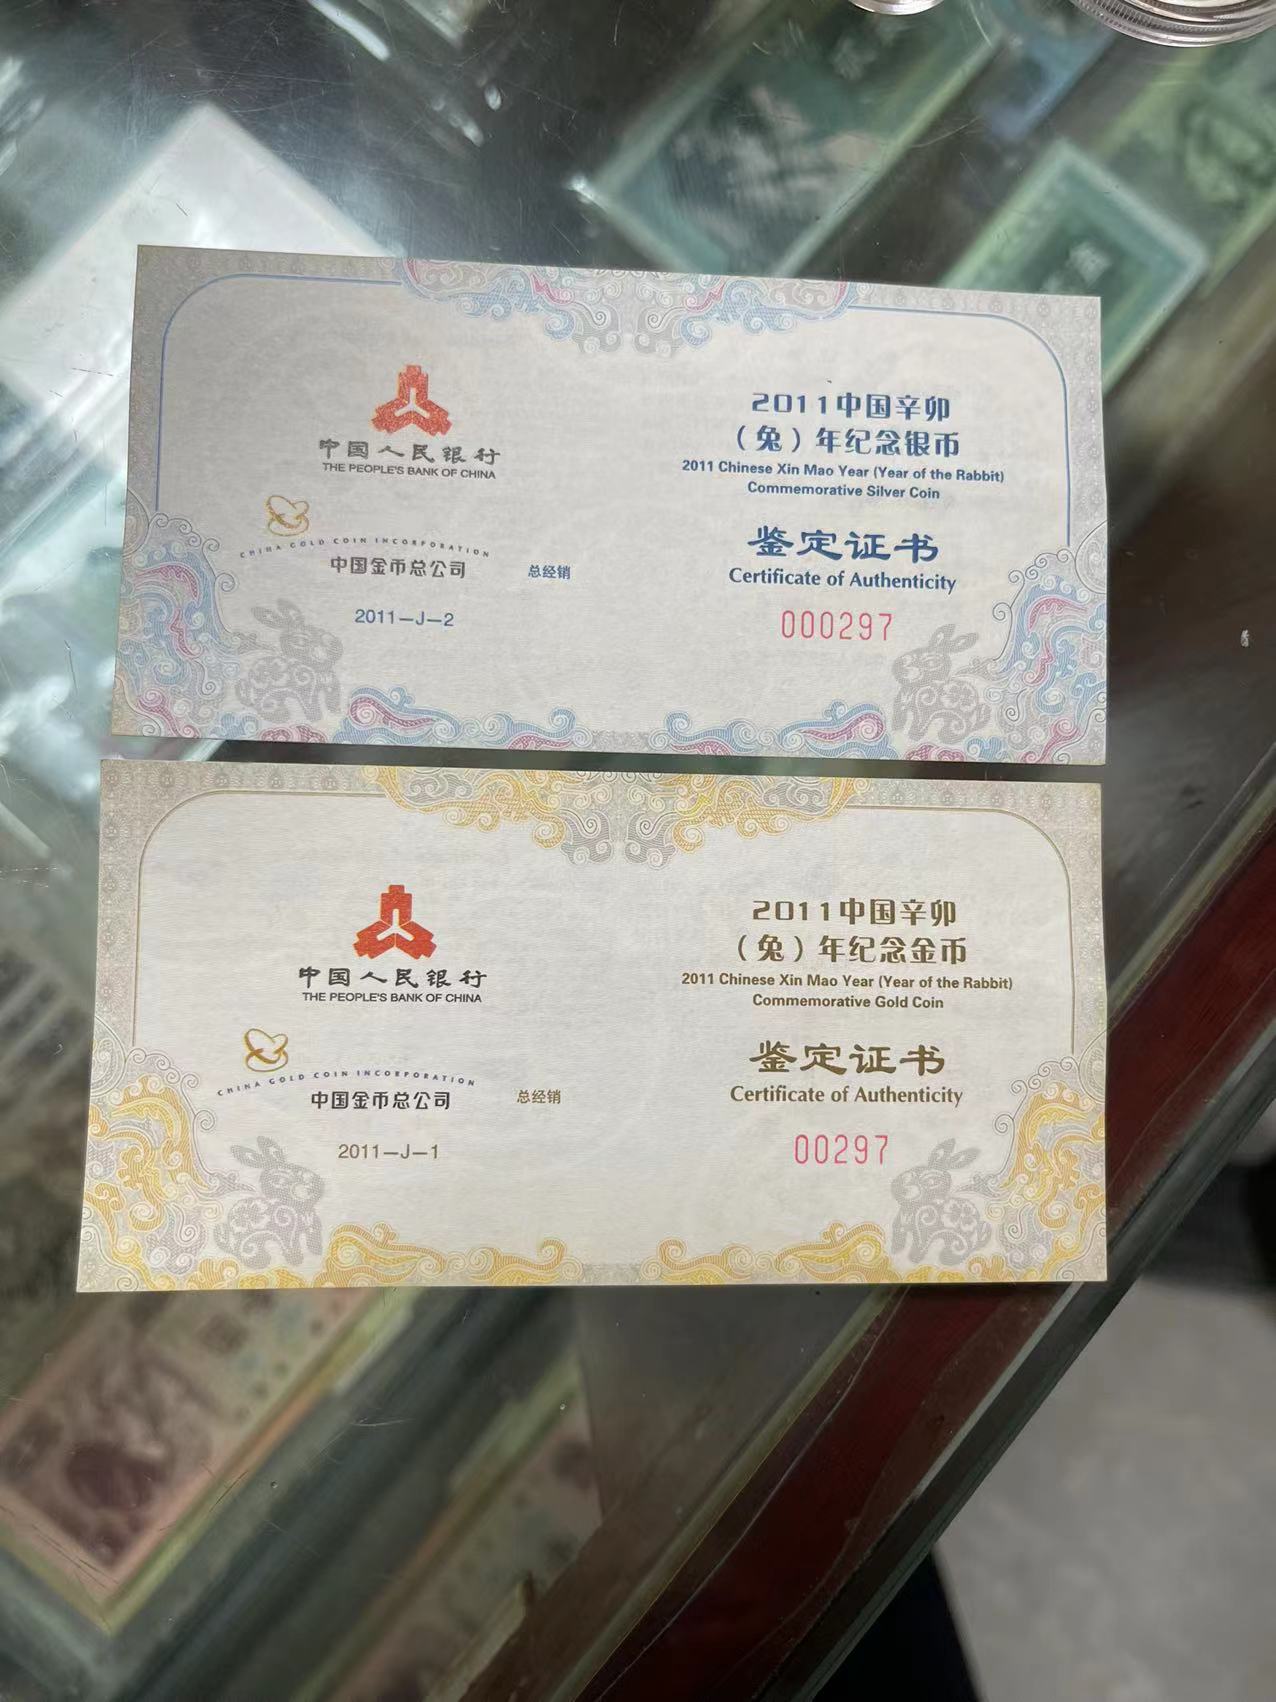 中国人民银行
THE PEOPLE'S BANK OF CHINA
CHINA GOLD COIN INCORPORATION
中国金币总公司 总经销
2011-J-2
2011中国辛卯
（兔）年纪念银币
2011 Chinese Xin Mao Year (Year of the Rabbit)
Commemorative Silver Coin
鉴定证书
Certificate of Authenticity
000297
中国人民银行
THE PEOPLE'S BANK OF CHINA
CHINA GOLD COIN INCORPORATION
中国金币总公司 总经销
2011-J-1
2011中国辛卯
（兔）年纪念金币
2011 Chinese Xin Mao Year (Year of the Rabbit)
Commemorative Gold Coin
鉴定证书
Certificate of Authenticity
00297